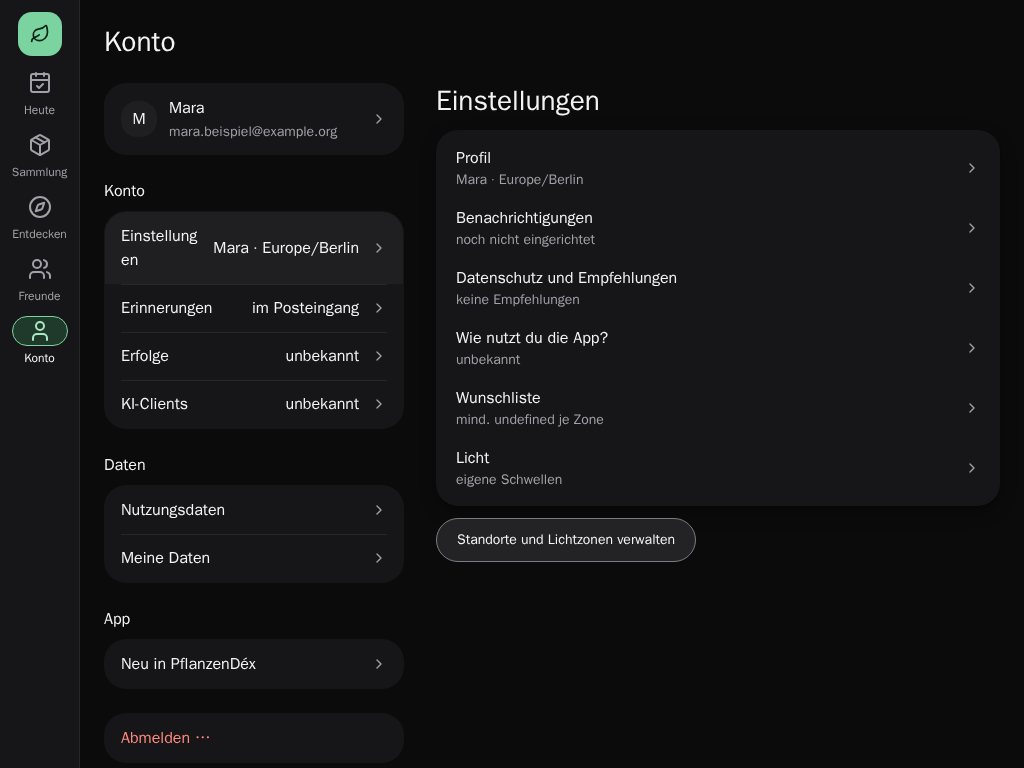 Heute
Sammlung
Entdecken
Freunde
Konto
Konto
M
Mara
mara.beispiel@example.org
Konto
Einstellung
en
Mara · Europe/Berlin
Erinnerungen
im Posteingang
Erfolge
unbekannt
KI-Clients
unbekannt
Daten
Nutzungsdaten
Meine Daten
App
Neu in PflanzenDéx
Abmelden ···
Einstellungen
Profil
Mara · Europe/Berlin
Benachrichtigungen
noch nicht eingerichtet
Datenschutz und Empfehlungen
keine Empfehlungen
Wie nutzt du die App?
unbekannt
Wunschliste
mind. undefined je Zone
Licht
eigene Schwellen
Standorte und Lichtzonen verwalten